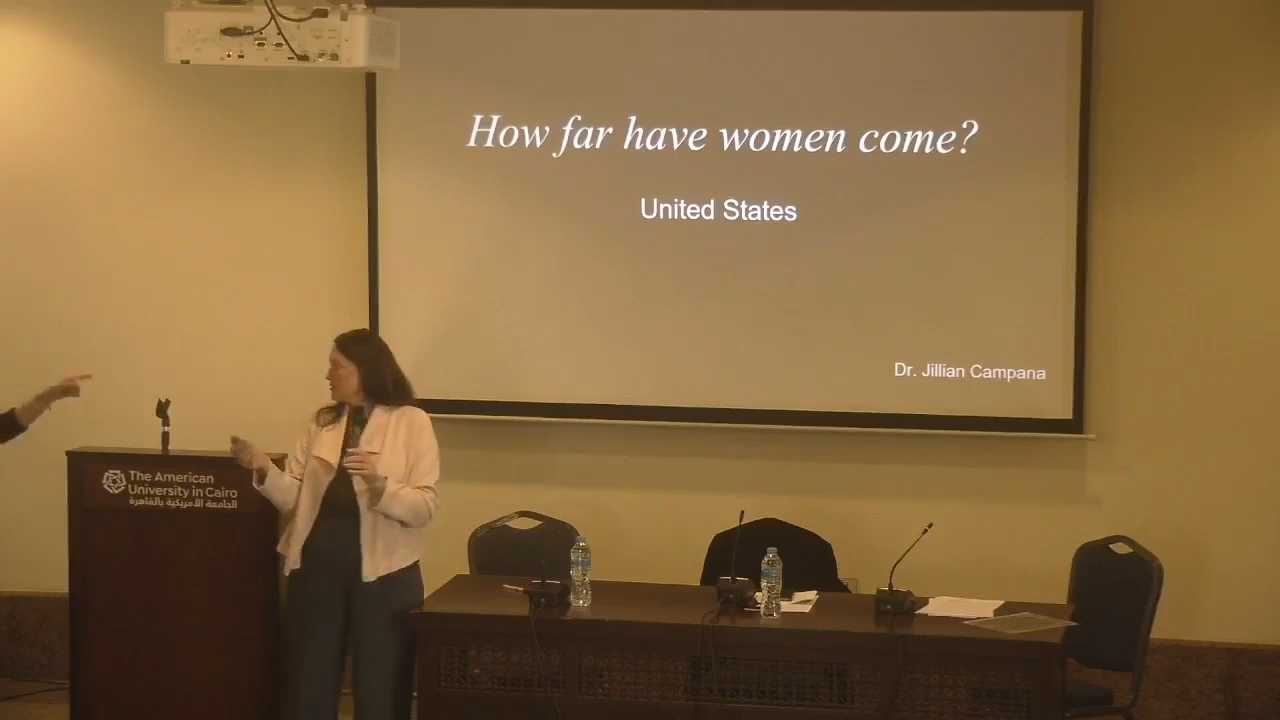 How far have women come?
United States
Dr. Jillian Campana
The American
University in Cairo
الجامعة الأمريكية بالقاهرة